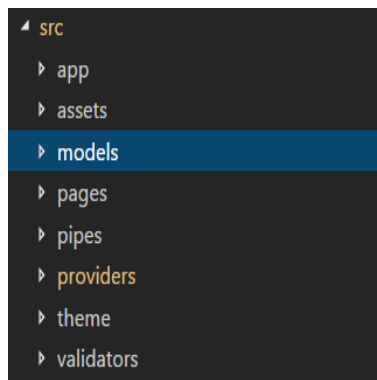 src
app
assets
models
pages
pipes
providers
theme
validators